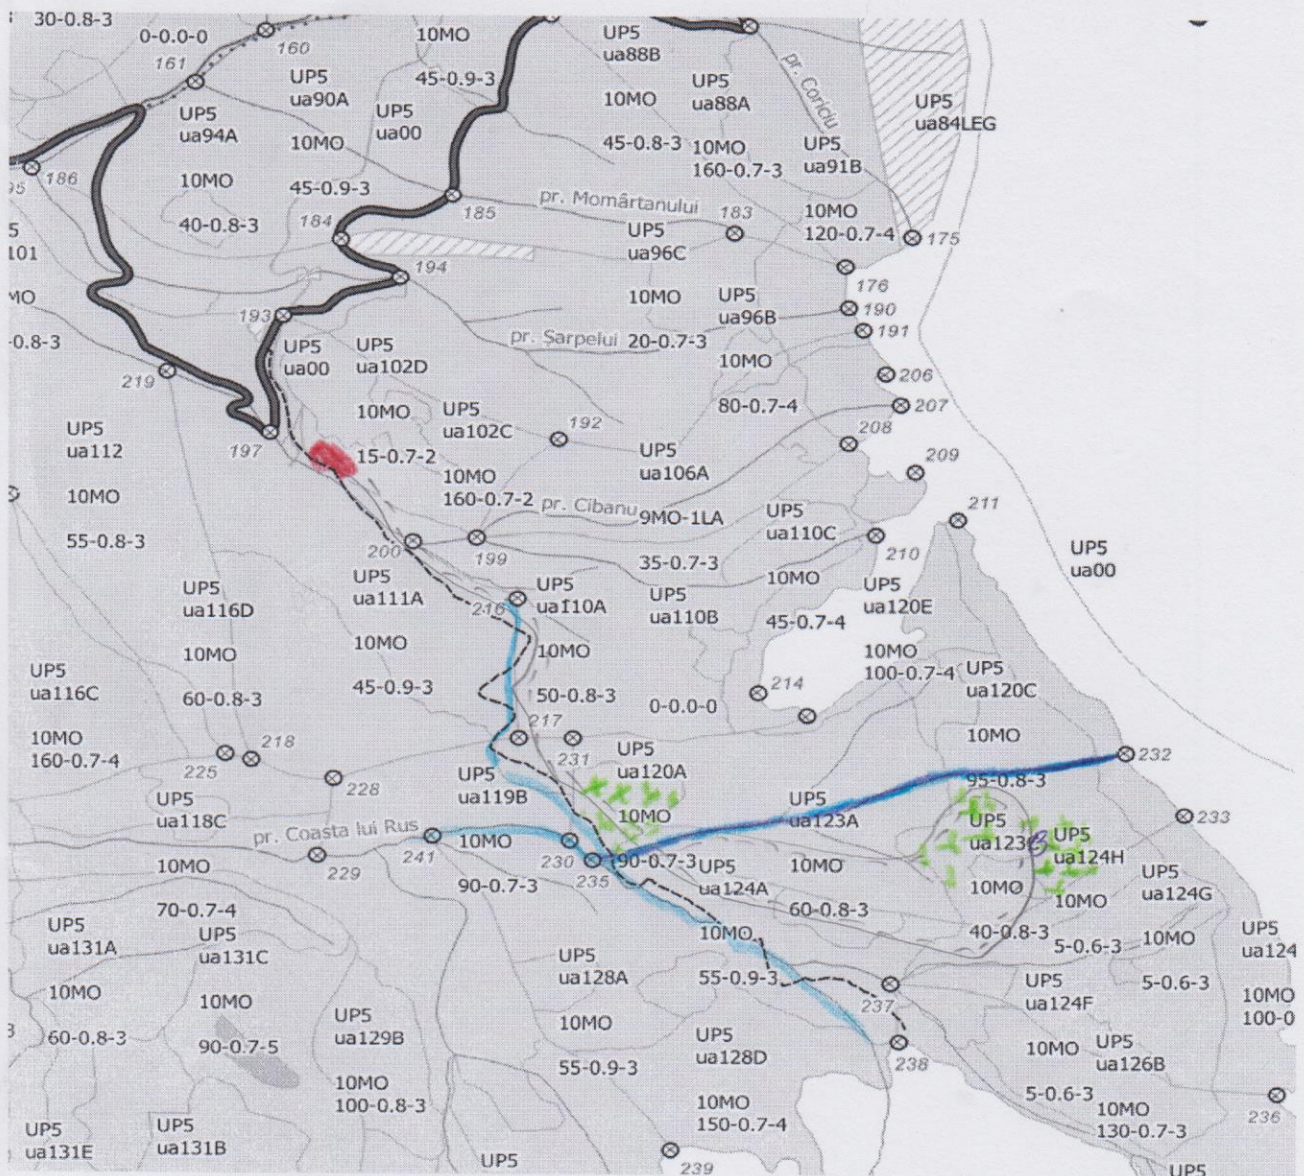 30-0.8-3
0-0.0-0
160
161
10MO
45-0.9-3
UP5
ua88B
10MO
45-0.8-3
UP5
ua88A
10MO
160-0.7-3
pr. Coriciu
UP5
ua84LEG
UP5
ua90A
10MO
45-0.9-3
UP5
ua00
UP5
ua94A
10MO
40-0.8-3
UP5
ua91B
10MO
120-0.7-4
186
95
184
185
pr. Momârtanului
183
175
5
101
MO
-0.8-3
UP5
ua96C
10MO
20-0.7-3
194
176
190
191
193
UP5
ua96B
10MO
80-0.7-4
pr. Șarpelui
UP5
ua00
UP5
ua102D
10MO
15-0.7-2
219
206
207
UP5
ua102C
10MO
160-0.7-2
192
208
209
197
UP5
ua112
10MO
55-0.8-3
UP5
ua106A
9MO-1LA
35-0.7-3
pr. Cibanu
UP5
ua110C
10MO
45-0.7-4
211
210
200
199
UP5
ua00
UP5
ua111A
10MO
45-0.9-3
216
UP5
ua110A
10MO
50-0.8-3
UP5
ua110B
0-0.0-0
UP5
ua120E
10MO
100-0.7-4
UP5
ua116D
10MO
60-0.8-3
UP5
ua116C
10MO
160-0.7-4
UP5
ua120C
10MO
95-0.8-3
214
217
231
218
225
228
232
UP5
ua120A
10MO
90-0.7-3
UP5
ua119B
10MO
90-0.7-3
UP5
ua118C
10MO
70-0.7-4
pr. Coasta lui Rus
241
229
230
235
UP5
ua123A
10MO
60-0.8-3
UP5
ua123B
10MO
40-0.8-3
UP5
ua124H
10MO
5-0.6-3
233
UP5
ua124A
10MO
55-0.9-3
UP5
ua124G
10MO
5-0.6-3
UP5
ua131A
10MO
60-0.8-3
UP5
ua131C
10MO
90-0.7-5
UP5
ua124
10MO
100-0
UP5
ua128A
10MO
55-0.9-3
237
UP5
ua124F
10MO
5-0.6-3
UP5
ua129B
10MO
100-0.8-3
UP5
ua128D
10MO
150-0.7-4
238
UP5
ua126B
10MO
130-0.7-3
236
UP5
ua131E
UP5
ua131B
UP5
239
UP5